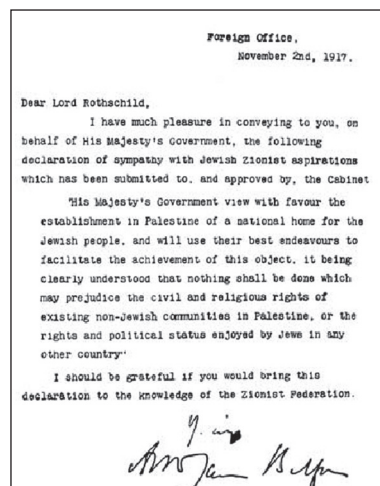 Foreign Office,
November 2nd, 1917.
Dear Lord Rothschild,
I have much pleasure in conveying to you, on
behalf of His Majesty's Government, the following
declaration of sympathy with Jewish Zionist aspirations
which has been submitted to, and approved by, the Cabinet
"His Majesty's Government view with favour the
establishment in Palestine of a national home for the
Jewish people, and will use their best endeavours to
facilitate the achievement of this object, it being
clearly understood that nothing shall be done which
may prejudice the civil and religious rights of
existing non-Jewish communities in Palestine, or the
rights and political status enjoyed by Jews in any
other country"
I should be grateful if you would bring this
declaration to the knowledge of the Zionist Federation.